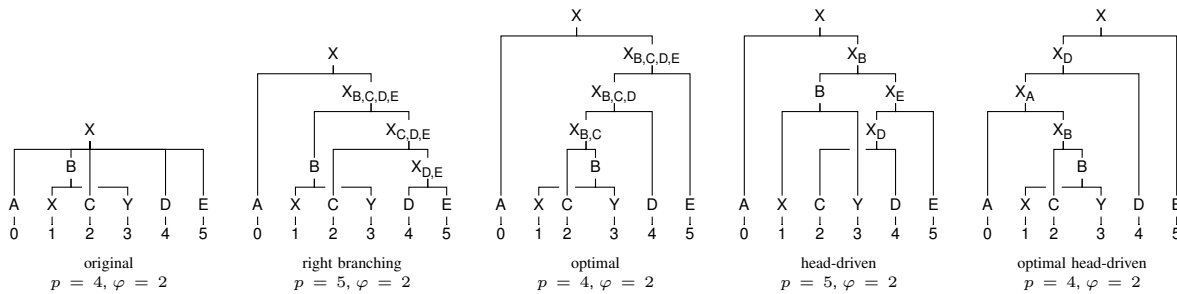 X
A B C D E
X Y
0 1 2 3 4 5
original
p = 4, φ = 2
X
X_{B,C,D,E}
X_{C,D,E}
B X_{D,E}
A X C Y D E
0 1 2 3 4 5
right branching
p = 5, φ = 2
X
X_{B,C,D,E}
X_{B,C,D}
X_{B,C}
B
A X C Y D E
0 1 2 3 4 5
optimal
p = 4, φ = 2
X
X_B
B X_E
X_D
A X C Y D E
0 1 2 3 4 5
head-driven
p = 5, φ = 2
X
X_D
X_A
X_B
B
A X C Y D E
0 1 2 3 4 5
optimal head-driven
p = 4, φ = 2